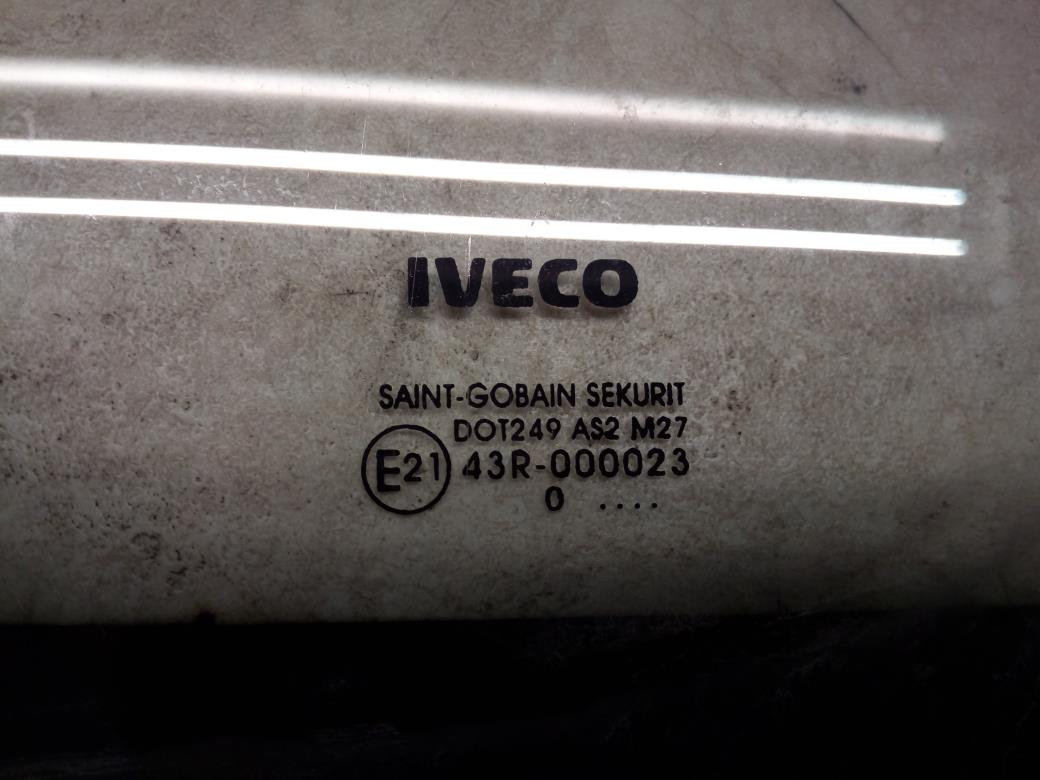 IVECO
SAINT-GOBAIN SEKURIT
DOT249 AS2 M27
E21 43R-000023
0 ....